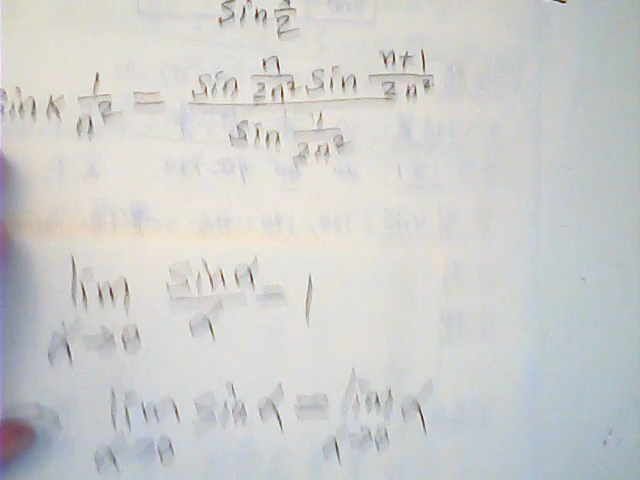 sin x/2
sin k 1/n² = (sin n/2n² · sin (n+1)/2n²) / (sin 1/2n²)
lim α→0 sin α / α = 1
lim α→0 sin α = lim α→0 α